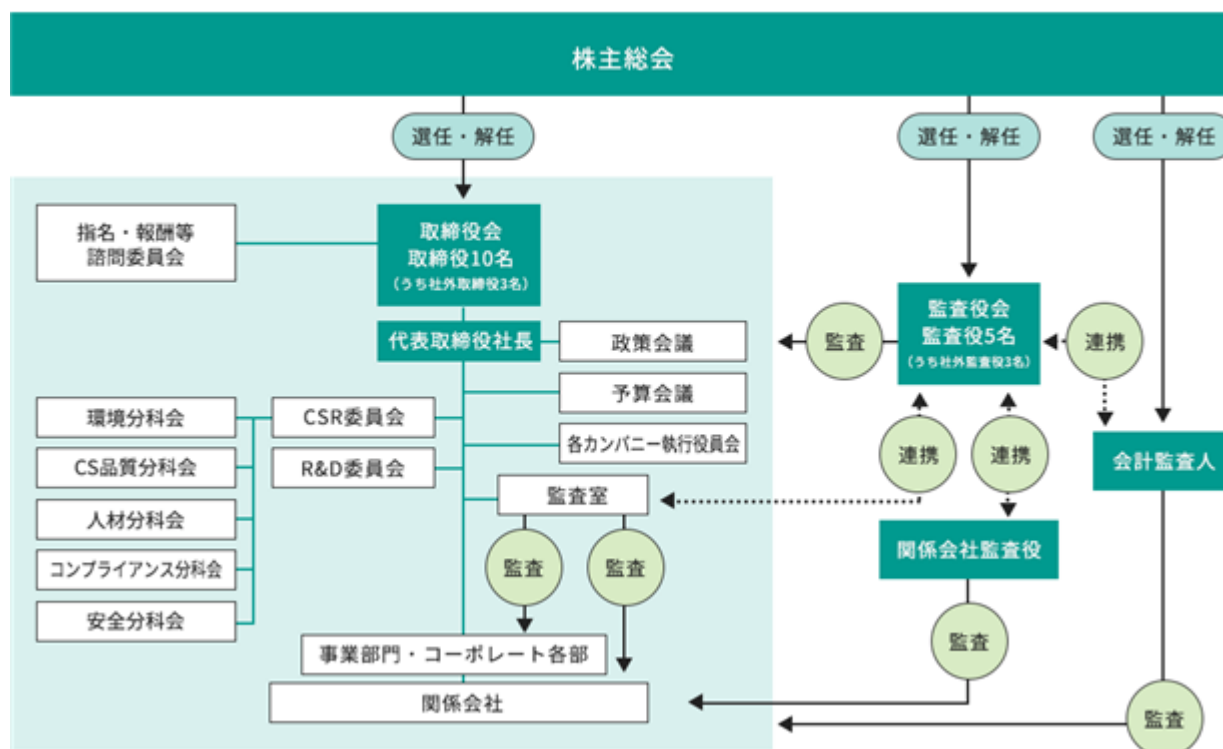 株主総会
選任・解任
選任・解任
選任・解任
指名・報酬等
諮問委員会
取締役会
取締役10名
(うち社外取締役3名)
代表取締役社長
政策会議
予算会議
各カンパニー執行役員会
環境分科会
CS品質分科会
人材分科会
コンプライアンス分科会
安全分科会
CSR委員会
R&D委員会
監査室
監査
監査
事業部門・コーポレート各部
関係会社
監査
監査役会
監査役5名
(うち社外監査役3名)
連携
連携
連携
会計監査人
関係会社監査役
監査
監査